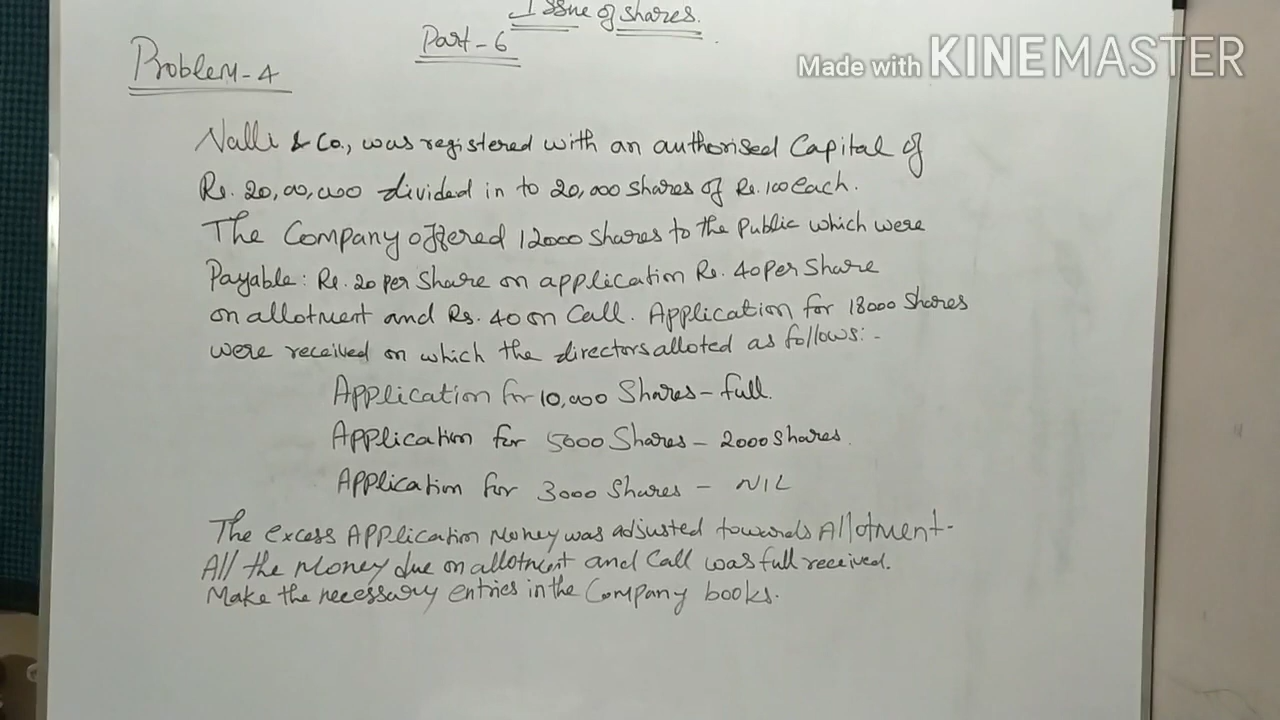 Issue of shares.
Part-6
Made with KINEMASTER
Problem-4
Nalli & Co., was registered with an authorised Capital of
Rs. 20,00,000 divided in to 20,000 shares of Rs. 100 each.
The Company offered 12000 shares to the Public which were
Payable: Rs. 20 per share on application Rs. 40 per share
on allotment and Rs. 40 on Call. Application for 18000 shares
were received on which the directors alloted as follows:-
Application for 10,000 Shares - full.
Application for 5000 Shares - 2000 shares.
Application for 3000 Shares - NIL
The excess Application Money was adjusted towards Allotment-
All the Money due on allotment and Call was full received.
Make the necessary entries in the Company books.